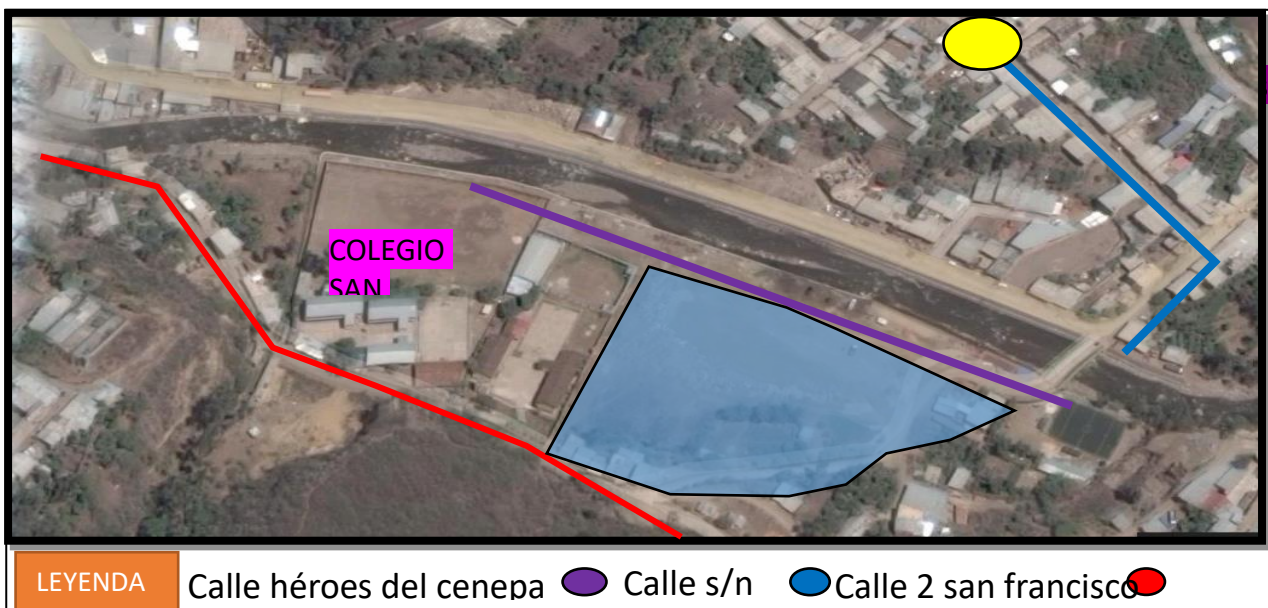 COLEGIO
SAN
LEYENDA
Calle héroes del cenepa
Calle s/n
Calle 2 san francisco